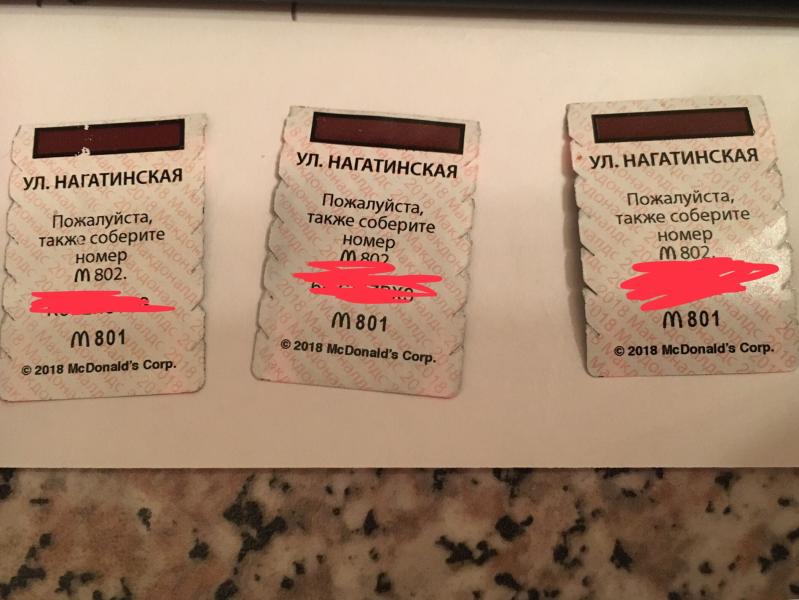 УЛ. НАГАТИНСКАЯ
Пожалуйста,
также соберите
номер
M 802.
M 801
© 2018 McDonald's Corp.
УЛ. НАГАТИНСКАЯ
Пожалуйста,
также соберите
номер
M 802
M 801
© 2018 McDonald's Corp.
УЛ. НАГАТИНСКАЯ
Пожалуйста,
также соберите
номер
M 802.
M 801
© 2018 McDonald's Corp.